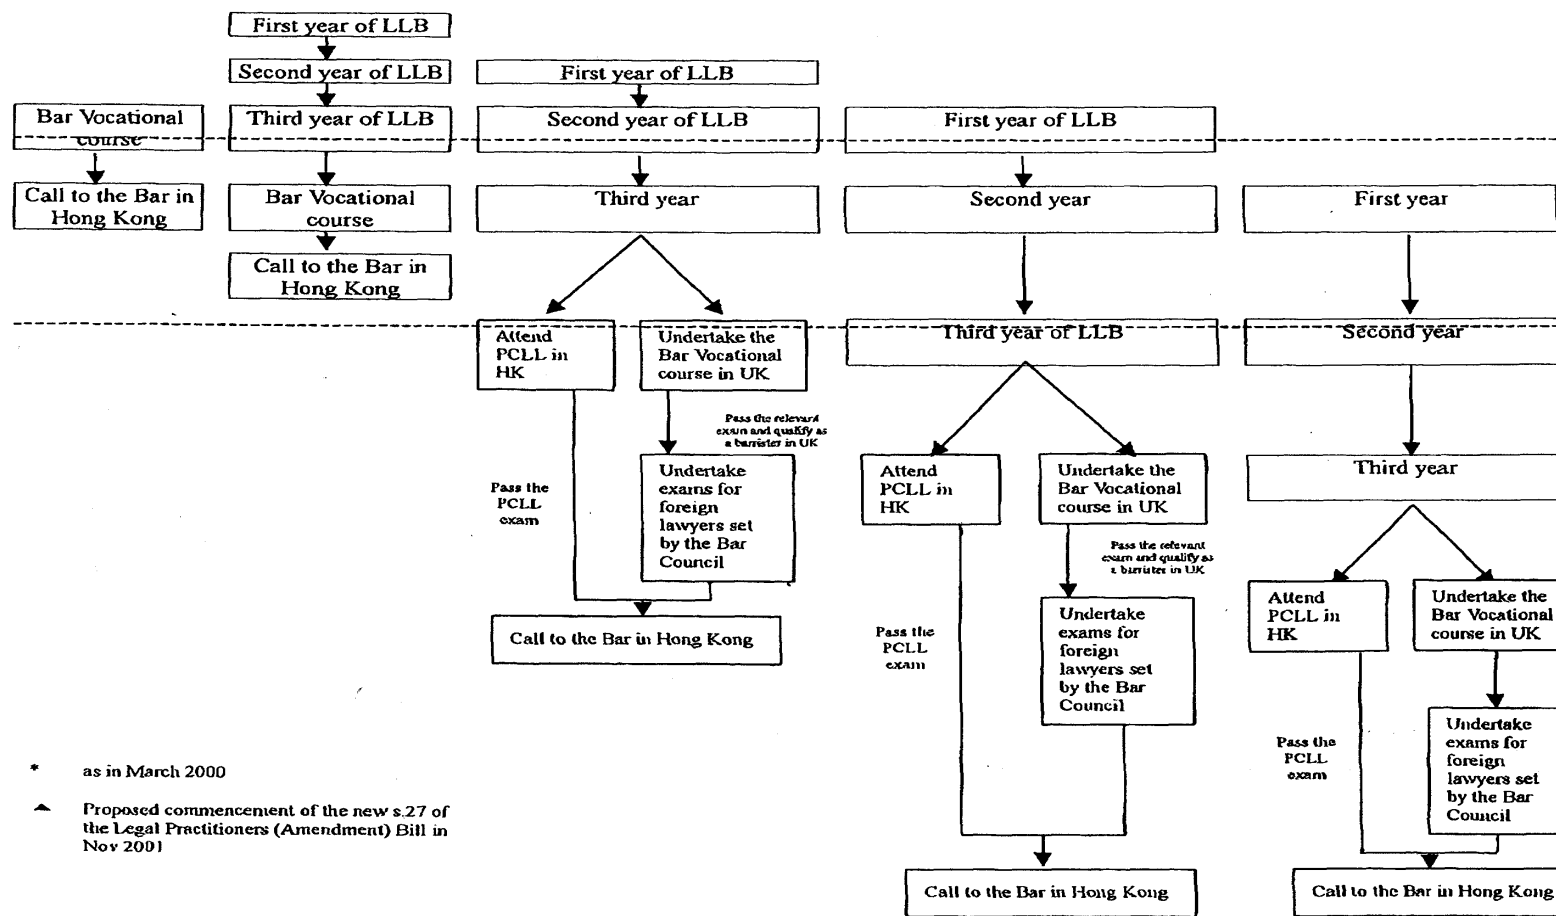 Bar Vocational
course
Call to the Bar in
Hong Kong
First year of LLB
Second year of LLB
Third year of LLB
Bar Vocational
course
Call to the Bar in
Hong Kong
First year of LLB
Second year of LLB
Third year
Attend
PCLL in
HK
Undertake the
Bar Vocational
course in UK
Pass the relevant
exam and qualify as
a barrister in UK
Pass the
PCLL
exam
Undertake
exams for
foreign
lawyers set
by the Bar
Council
Call to the Bar in Hong Kong
First year of LLB
Second year
Third year of LLB
Attend
PCLL in
HK
Undertake the
Bar Vocational
course in UK
Pass the relevant
exam and qualify as
a barrister in UK
Pass the
PCLL
exam
Undertake
exams for
foreign
lawyers set
by the Bar
Council
Call to the Bar in Hong Kong
First year
Second year
Third year
Attend
PCLL in
HK
Undertake the
Bar Vocational
course in UK
Pass the
PCLL
exam
Undertake
exams for
foreign
lawyers set
by the Bar
Council
Call to the Bar in Hong Kong
* as in March 2000
▲ Proposed commencement of the new s.27 of
the Legal Practitioners (Amendment) Bill in
Nov 2001